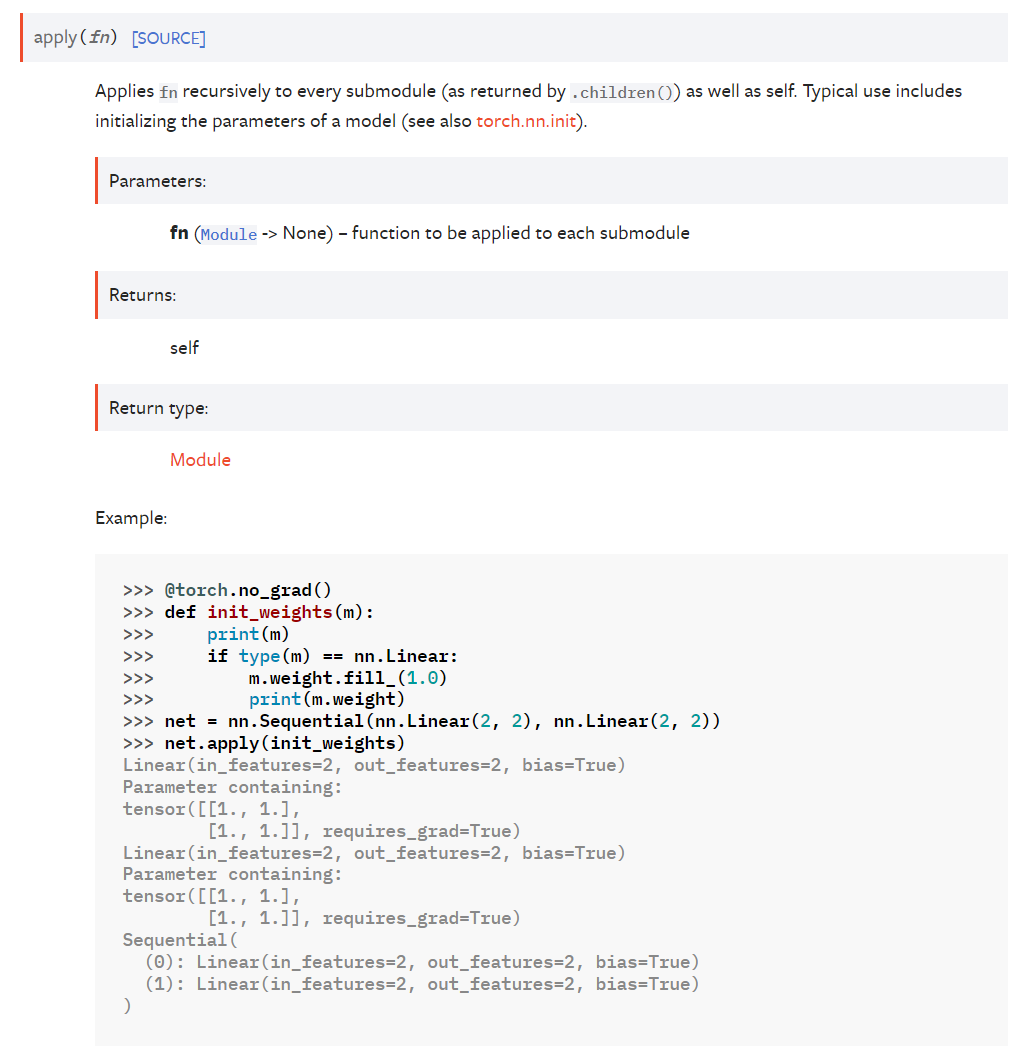 apply(fn) [SOURCE]
Applies fn recursively to every submodule (as returned by .children()) as well as self. Typical use includes
initializing the parameters of a model (see also torch.nn.init).
Parameters:
fn (Module -> None) – function to be applied to each submodule
Returns:
self
Return type:
Module
Example:
>>> @torch.no_grad()
>>> def init_weights(m):
>>>     print(m)
>>>     if type(m) == nn.Linear:
>>>         m.weight.fill_(1.0)
>>>         print(m.weight)
>>> net = nn.Sequential(nn.Linear(2, 2), nn.Linear(2, 2))
>>> net.apply(init_weights)
Linear(in_features=2, out_features=2, bias=True)
Parameter containing:
tensor([[1., 1.],
        [1., 1.]], requires_grad=True)
Linear(in_features=2, out_features=2, bias=True)
Parameter containing:
tensor([[1., 1.],
        [1., 1.]], requires_grad=True)
Sequential(
  (0): Linear(in_features=2, out_features=2, bias=True)
  (1): Linear(in_features=2, out_features=2, bias=True)
)